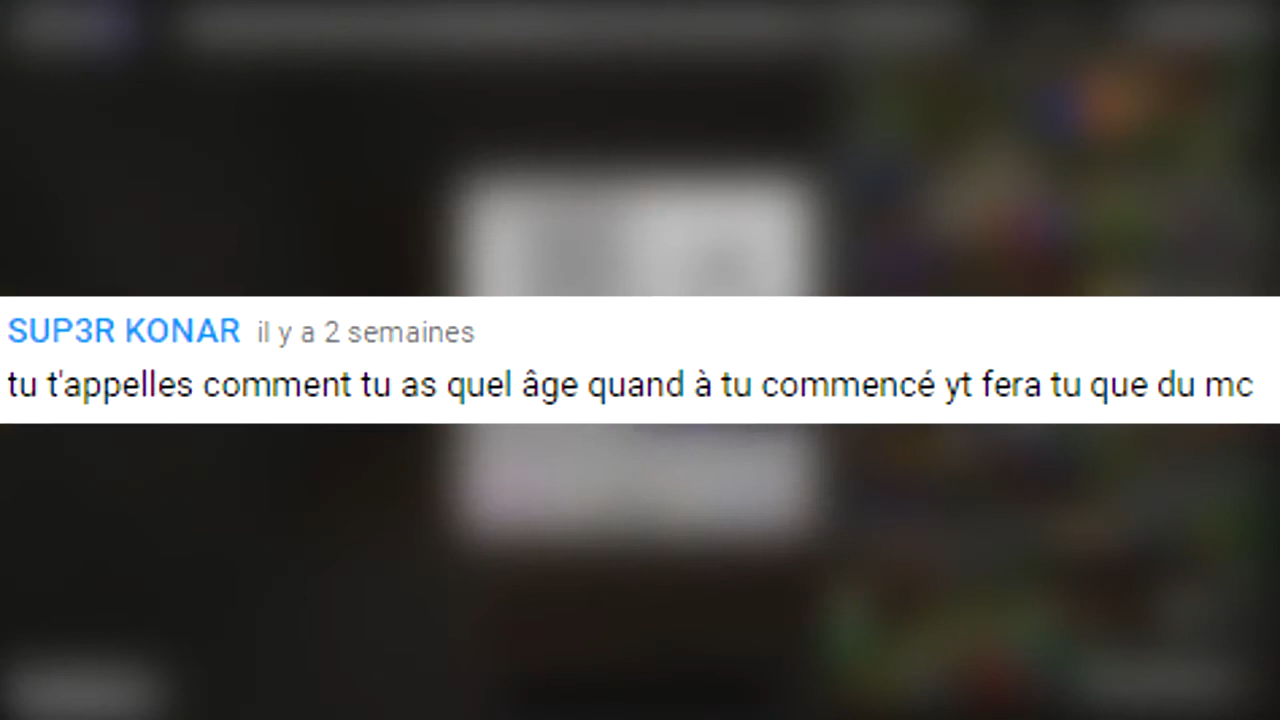 SUP3R KONAR il y a 2 semaines
tu t'appelles comment tu as quel âge quand à tu commencé yt fera tu que du mc